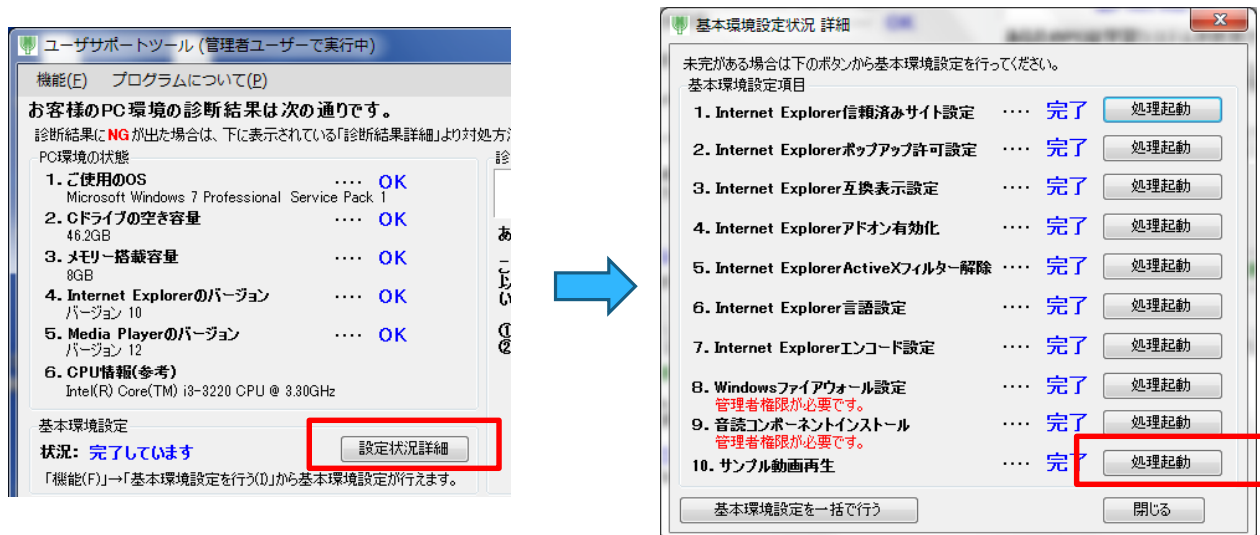 ユーザサポートツール (管理者ユーザーで実行中)
機能(F) プログラムについて(P)
お客様のPC環境の診断結果は次の通りです。
診断結果にNGが出た場合は、下に表示されている「診断結果詳細」より対処方
PC環境の状態
1. ご使用のOS ････ OK
Microsoft Windows 7 Professional Service Pack 1
2. Cドライブの空き容量 ････ OK
46.2GB
3. メモリー搭載容量 ････ OK
8GB
4. Internet Explorerのバージョン ････ OK
バージョン 10
5. Media Playerのバージョン ････ OK
バージョン 12
6. CPU情報(参考)
Intel(R) Core(TM) i3-3220 CPU @ 3.30GHz
基本環境設定
状況: 完了しています
設定状況詳細
「機能(F)」→「基本環境設定を行う(I)」から基本環境設定が行えます。
診
あ
い
①
②
基本環境設定状況 詳細
未完がある場合は下のボタンから基本環境設定を行ってください。
基本環境設定項目
1. Internet Explorer信頼済みサイト設定 ････ 完了 処理起動
2. Internet Explorerポップアップ許可設定 ････ 完了 処理起動
3. Internet Explorer互換表示設定 ････ 完了 処理起動
4. Internet Explorerアドオン有効化 ････ 完了 処理起動
5. Internet ExplorerActiveXフィルター解除 ････ 完了 処理起動
6. Internet Explorer言語設定 ････ 完了 処理起動
7. Internet Explorerエンコード設定 ････ 完了 処理起動
8. Windowsファイアウォール設定 ････ 完了 処理起動
管理者権限が必要です。
9. 音読コンポーネントインストール ････ 完了 処理起動
管理者権限が必要です。
10. サンプル動画再生 ････ 完了 処理起動
基本環境設定を一括で行う 閉じる